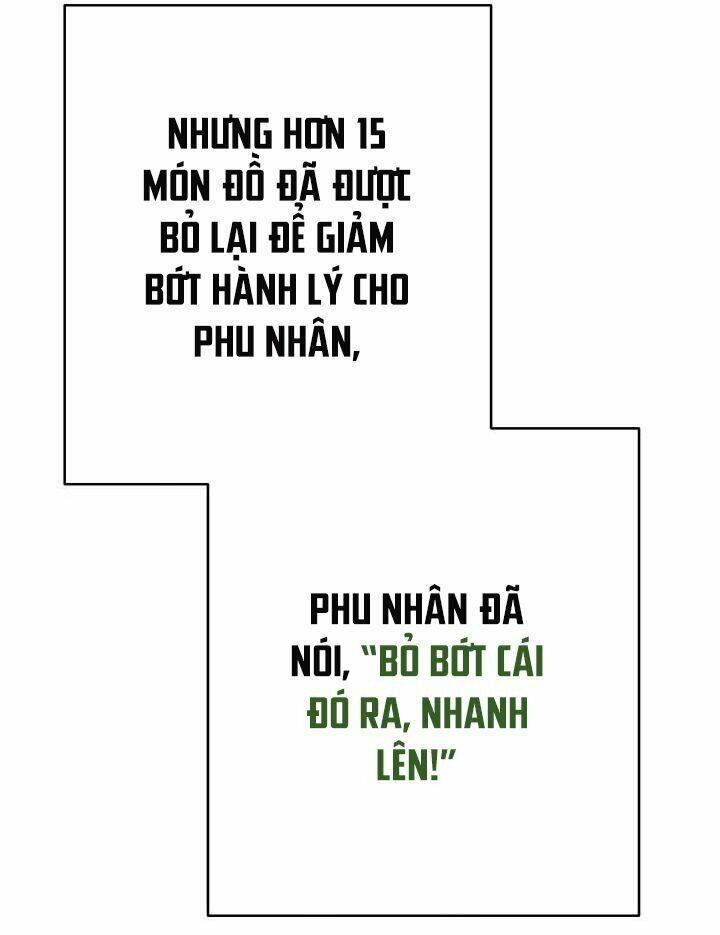 NHƯNG HƠN 15
MÓN ĐỒ ĐÃ ĐƯỢC
BỎ LẠI ĐỂ GIẢM
BỚT HÀNH LÝ CHO
PHU NHÂN,
PHU NHÂN ĐÃ
NÓI, “BỎ BỚT CÁI
ĐÓ RA, NHANH
LÊN!”